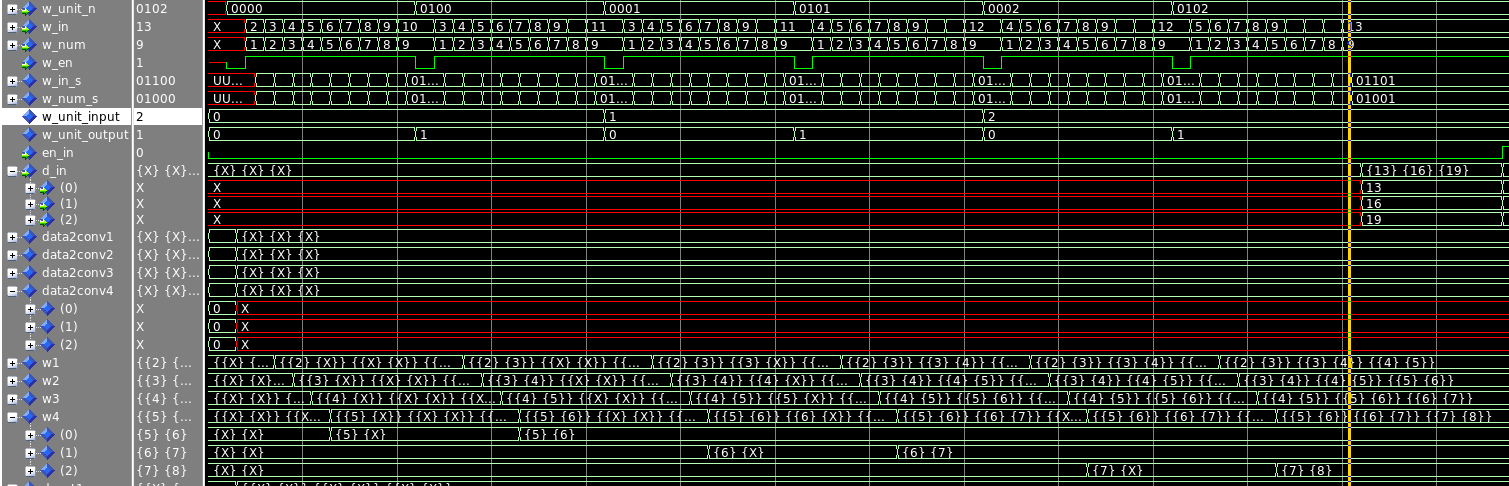 w_unit_n 0102 0000 0100 0001 0101 0002 0102
w_in 13 X 2 3 4 5 6 7 8 9 10 3 4 5 6 7 8 9 11 3 4 5 6 7 8 9 11 4 5 6 7 8 9 12 4 5 6 7 8 9 12 5 6 7 8 9 13
w_num 9 X 1 2 3 4 5 6 7 8 9 1 2 3 4 5 6 7 8 9 1 2 3 4 5 6 7 8 9 1 2 3 4 5 6 7 8 9 1 2 3 4 5 6 7 8 9 1 2 3 4 5 6 7 8 9
w_en 1
w_in_s 01100 UU... 01... 01... 01... 01... 01... 01101
w_num_s 01000 UU... 01... 01... 01... 01... 01... 01001
w_unit_input 2 0 1 2
w_unit_output 1 0 1 0 1 0 1
en_in 0
d_in {X} {X}... {X} {X} {X} {13} {16} {19}
(0) X X 13
(1) X X 16
(2) X X 19
data2conv1 {X} {X}... {X} {X} {X}
data2conv2 {X} {X}... {X} {X} {X}
data2conv3 {X} {X}... {X} {X} {X}
data2conv4 {X} {X}... {X} {X} {X}
(0) X 0 X
(1) X 0 X
(2) X 0 X
w1 {{2} {... {{X} {... {{2} {X}} {{X} {X}} {{... {{2} {3}} {{X} {X}} {{... {{2} {3}} {{3} {X}} {{... {{2} {3}} {{3} {4}} {{... {{2} {3}} {{3} {4}} {{... {{2} {3}} {{3} {4}} {{4} {5}}
w2 {{3} {... {{X} {X}... {{3} {X}} {{X} {X}} {{... {{3} {4}} {{X} {X}} {{... {{3} {4}} {{4} {X}} {{... {{3} {4}} {{4} {5}} {{... {{3} {4}} {{4} {5}} {{... {{3} {4}} {{4} {5}} {{5} {6}}
w3 {{4} {... {{X} {X}} {... {{4} {X}} {{X} {X}} {{X... {{4} {5}} {{X} {X}} {{... {{4} {5}} {{5} {X}} {{... {{4} {5}} {{5} {6}} {{... {{4} {5}} {{5} {6}} {{... {{4} {5}} {{5} {6}} {{6} {7}}
w4 {{5} {... {{X} {X}} {{X... {{5} {X}} {{X} {X}} {{... {{5} {6}} {{X} {X}} {{... {{5} {6}} {{6} {X}} {{... {{5} {6}} {{6} {7}} {{X... {{5} {6}} {{6} {7}} {{... {{5} {6}} {{6} {7}} {{7} {8}}
(0) {5} {6} {X} {X} {5} {X} {5} {6}
(1) {6} {7} {X} {X} {6} {X} {6} {7}
(2) {7} {8} {X} {X} {7} {X} {7} {8}